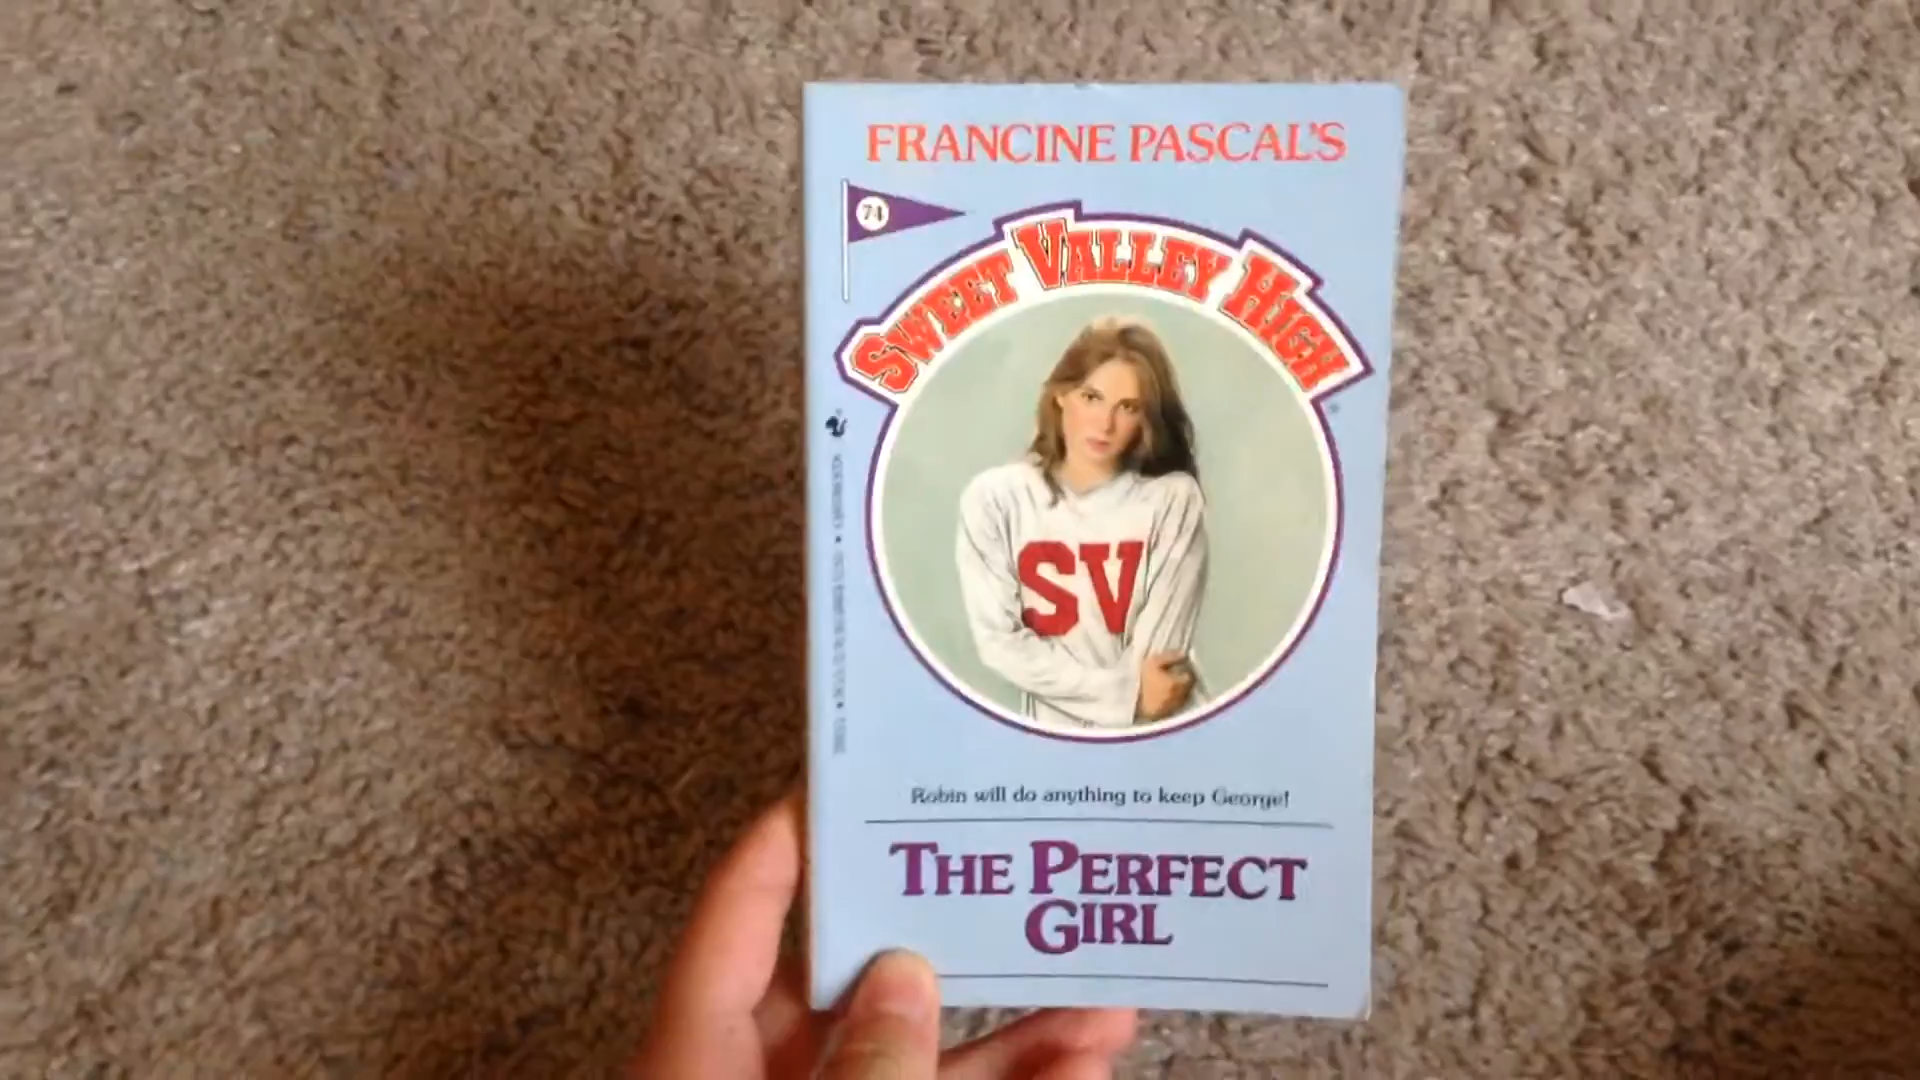 FRANCINE PASCAL'S
74
SWEET VALLEY HIGH
SV
Robin will do anything to keep George!
THE PERFECT
GIRL